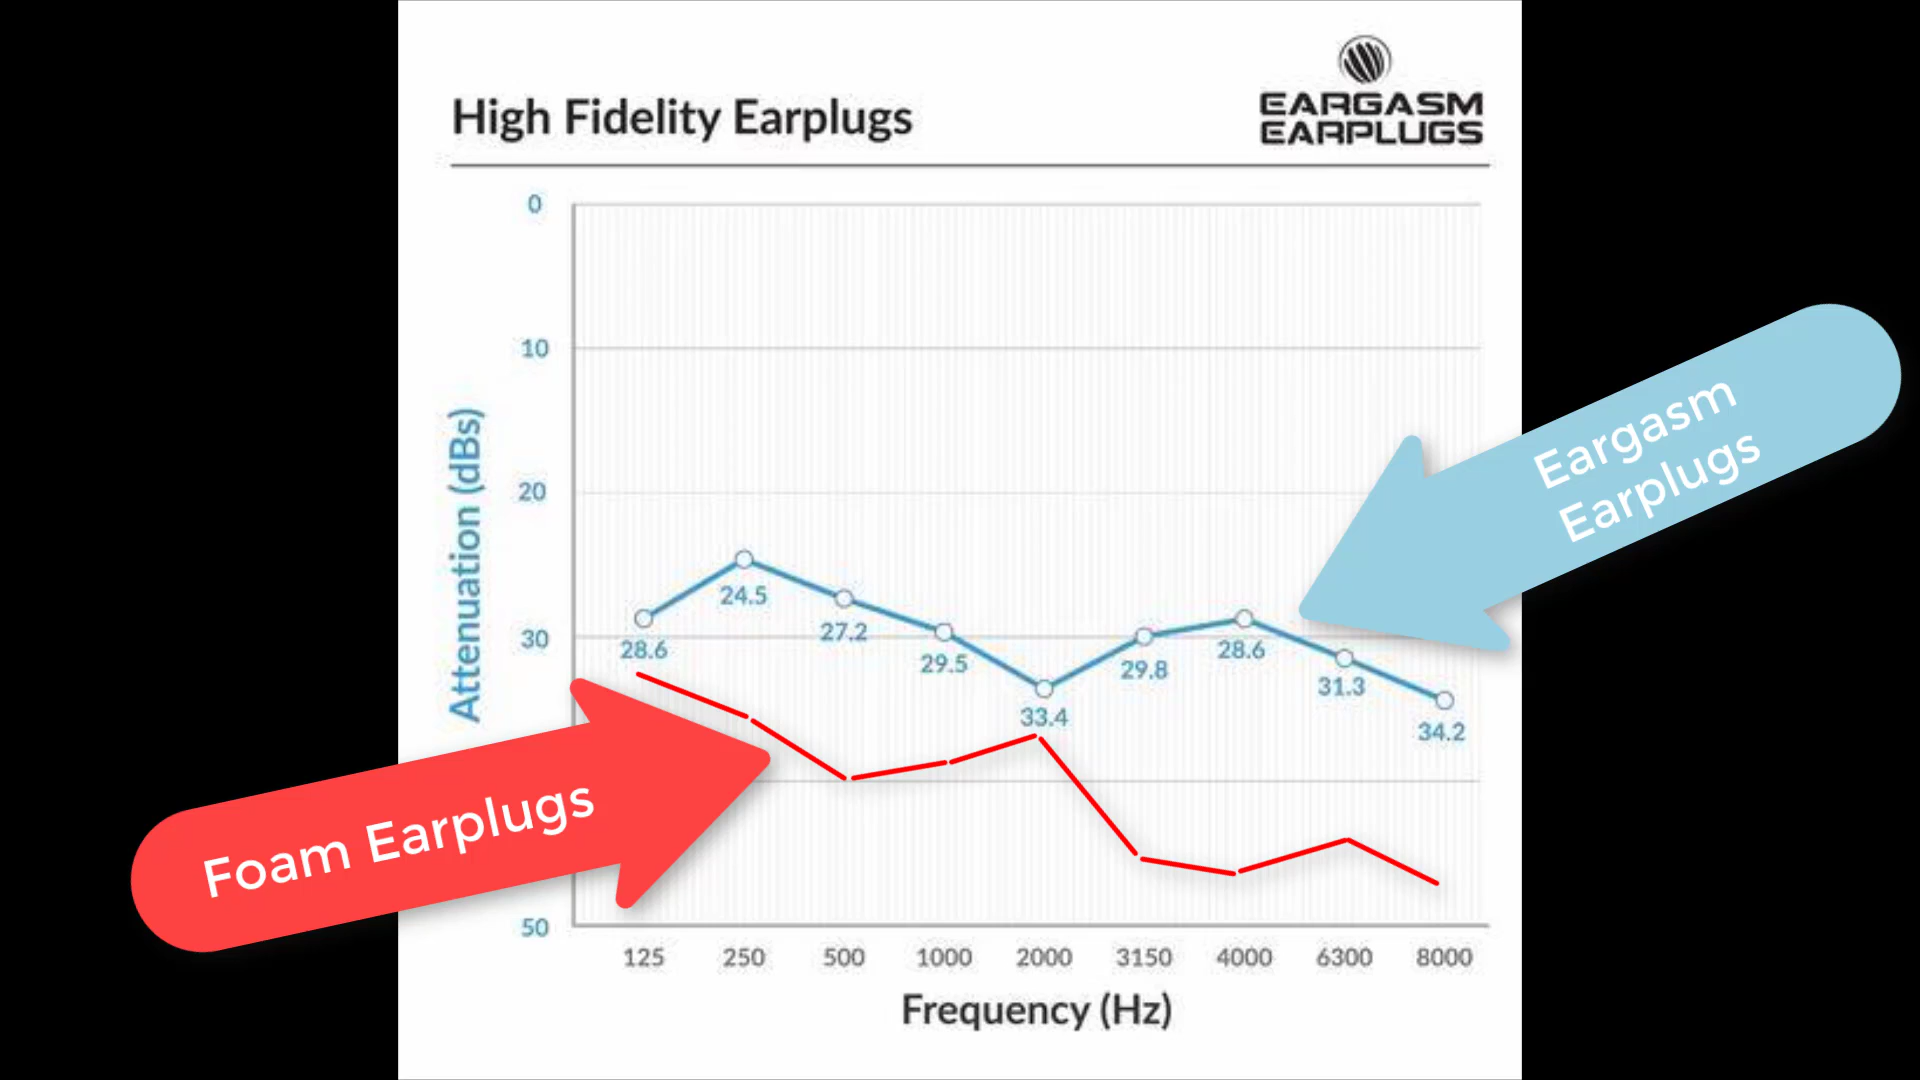 High Fidelity Earplugs
EARGASM
EARPLUGS
0
10
20
30
50
Attenuation (dBs)
28.6
24.5
27.2
29.5
33.4
29.8
28.6
31.3
34.2
Eargasm
Earplugs
Foam Earplugs
125 250 500 1000 2000 3150 4000 6300 8000
Frequency (Hz)